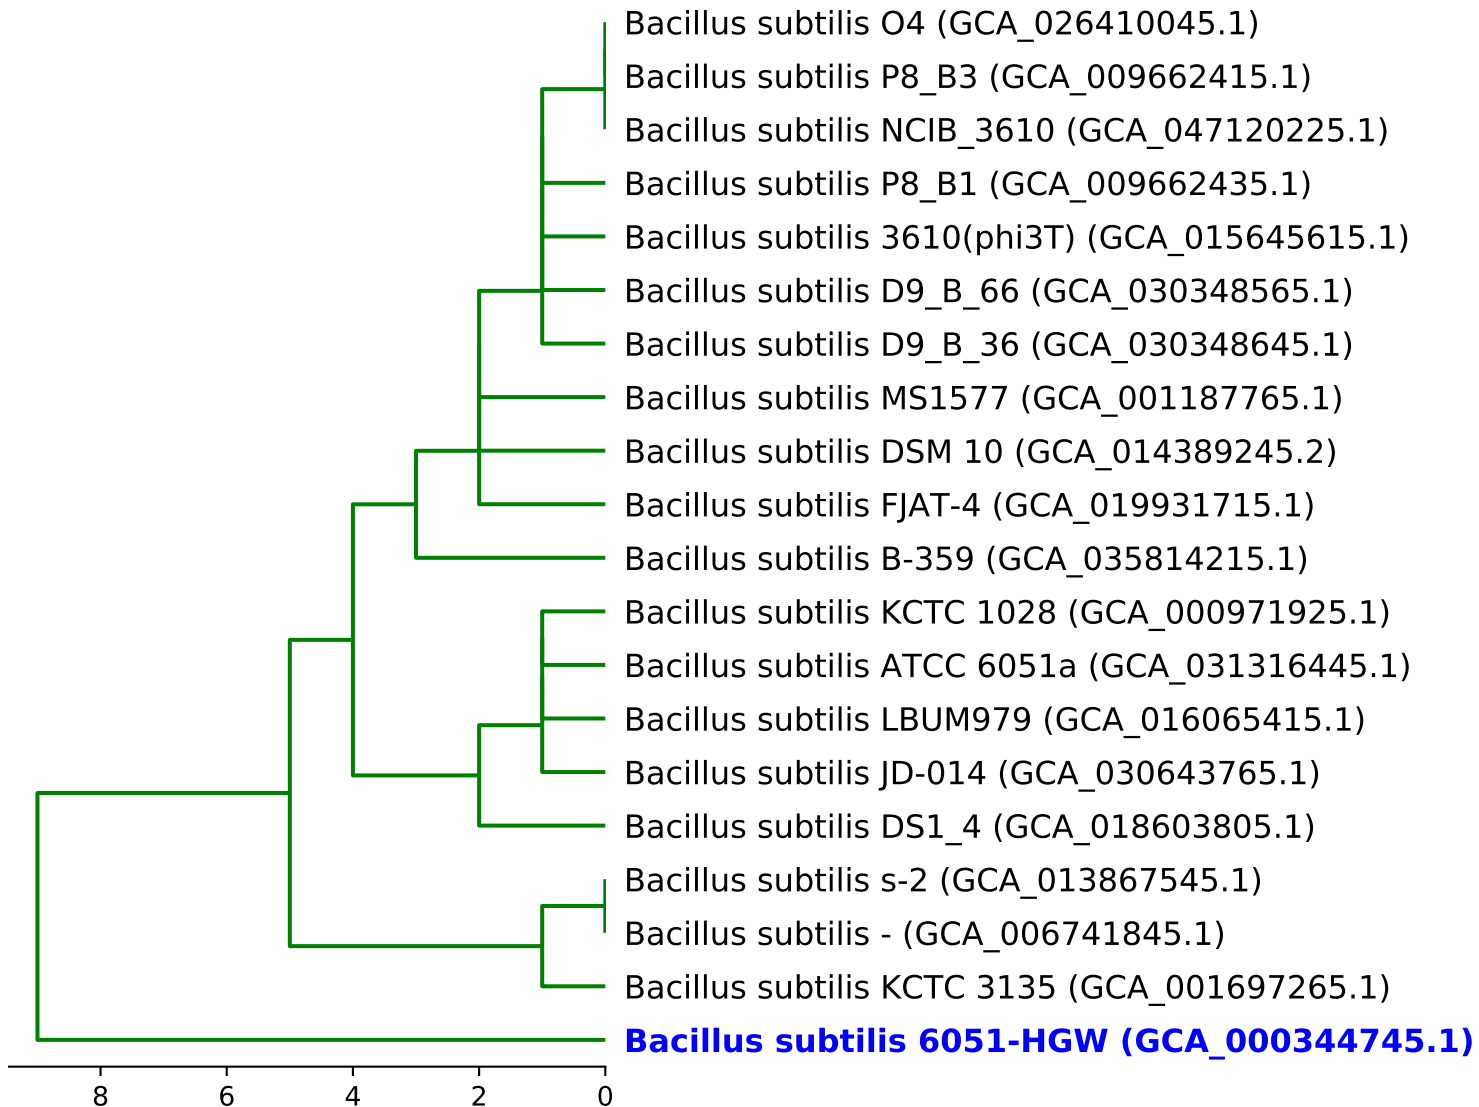 Bacillus subtilis O4 (GCA_026410045.1)
Bacillus subtilis P8_B3 (GCA_009662415.1)
Bacillus subtilis NCIB_3610 (GCA_047120225.1)
Bacillus subtilis P8_B1 (GCA_009662435.1)
Bacillus subtilis 3610(phi3T) (GCA_015645615.1)
Bacillus subtilis D9_B_66 (GCA_030348565.1)
Bacillus subtilis D9_B_36 (GCA_030348645.1)
Bacillus subtilis MS1577 (GCA_001187765.1)
Bacillus subtilis DSM 10 (GCA_014389245.2)
Bacillus subtilis FJAT-4 (GCA_019931715.1)
Bacillus subtilis B-359 (GCA_035814215.1)
Bacillus subtilis KCTC 1028 (GCA_000971925.1)
Bacillus subtilis ATCC 6051a (GCA_031316445.1)
Bacillus subtilis LBUM979 (GCA_016065415.1)
Bacillus subtilis JD-014 (GCA_030643765.1)
Bacillus subtilis DS1_4 (GCA_018603805.1)
Bacillus subtilis s-2 (GCA_013867545.1)
Bacillus subtilis - (GCA_006741845.1)
Bacillus subtilis KCTC 3135 (GCA_001697265.1)
Bacillus subtilis 6051-HGW (GCA_000344745.1)
8 6 4 2 0